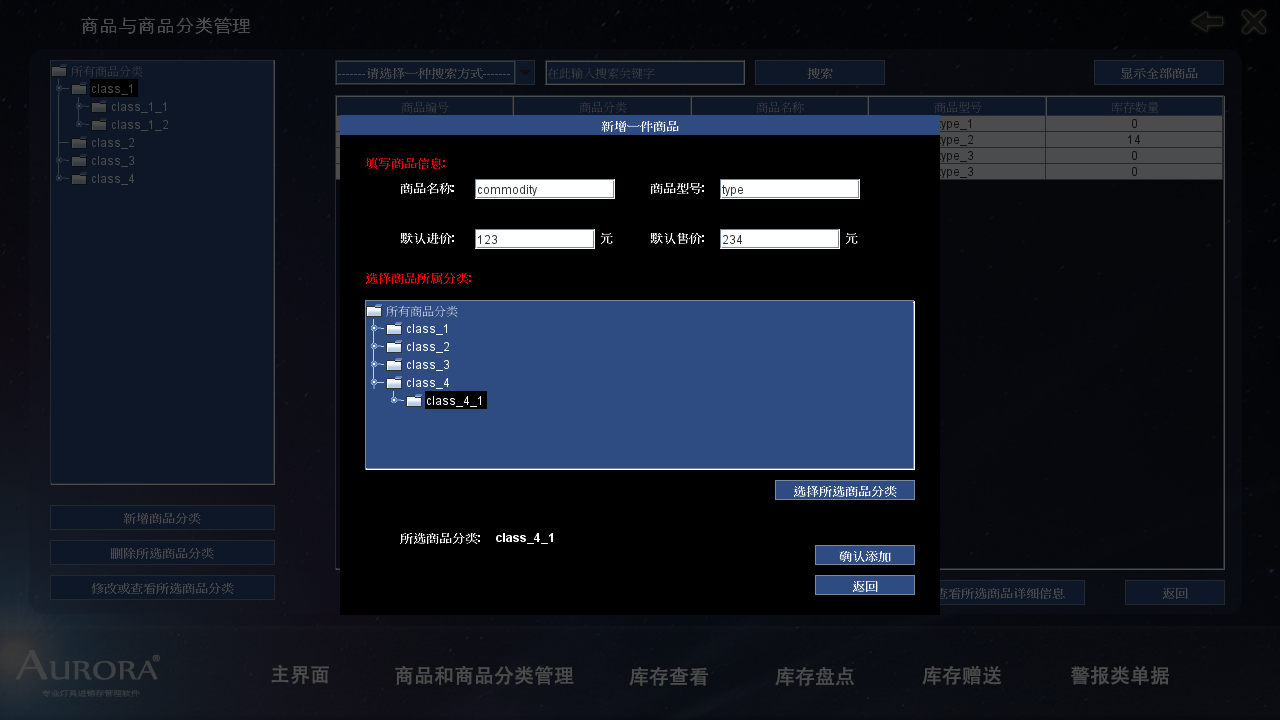 商品与商品分类管理
所有商品分类
class_1
class_1_1
class_1_2
class_2
class_3
class_4
新增商品分类
删除所选商品分类
修改或查看所选商品分类
-------请选择一种搜索方式-------
在此输入搜索关键字
搜索
显示全部商品
商品编号 商品分类 商品名称 商品型号 库存数量
type_1 0
type_2 14
type_3 0
type_3 0
新增一件商品
填写商品信息:
商品名称: commodity 商品型号: type
默认进价: 123 元 默认售价: 234 元
选择商品所属分类:
所有商品分类
class_1
class_2
class_3
class_4
class_4_1
选择所选商品分类
所选商品分类: class_4_1
确认添加
返回
查看所选商品详细信息
返回
AURORA®
专业灯具进销存管理软件
主界面 商品和商品分类管理 库存查看 库存盘点 库存赠送 警报类单据